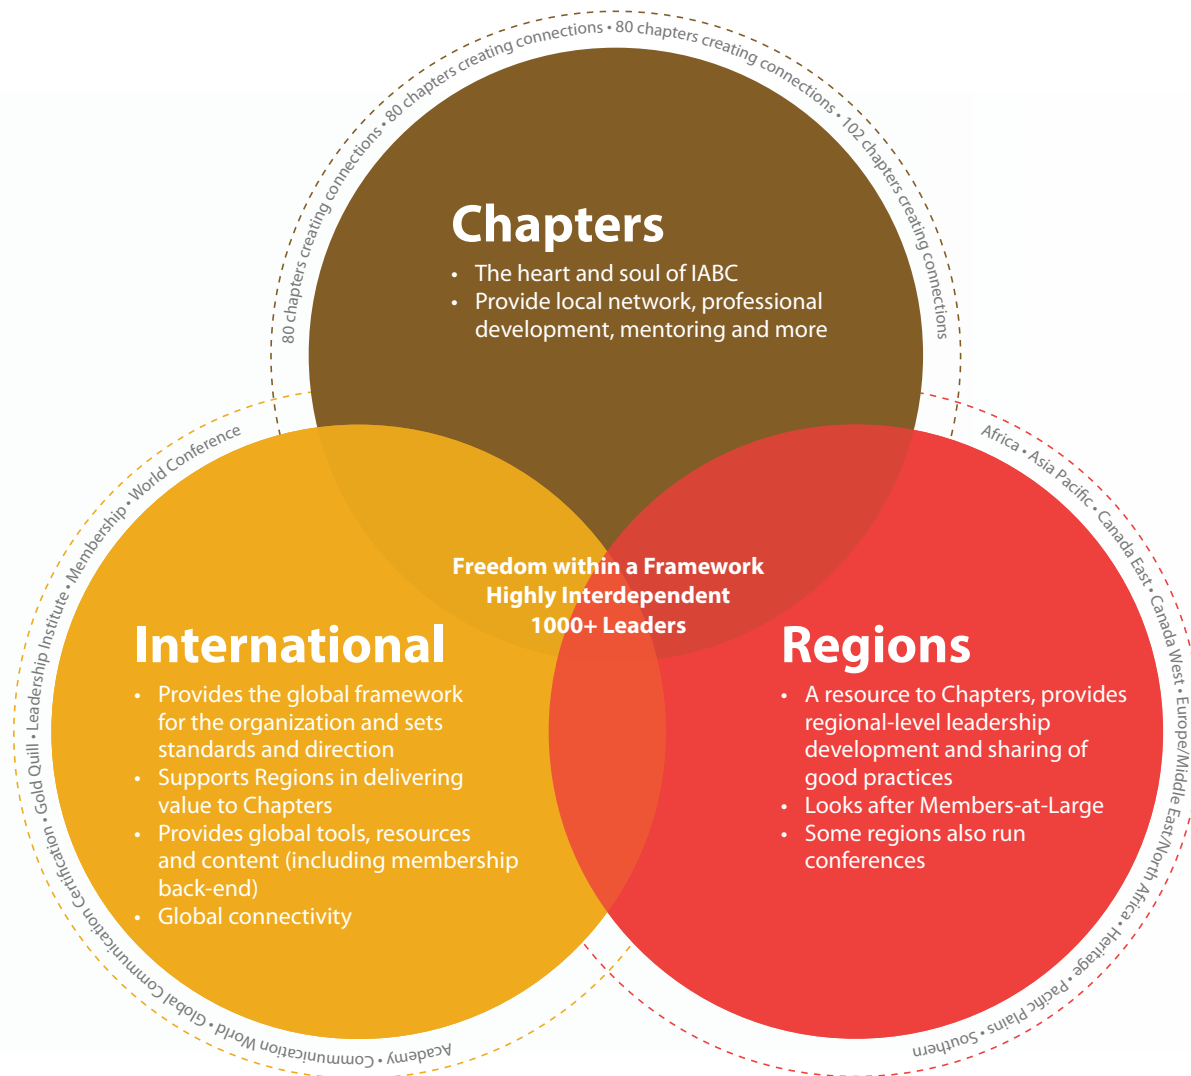 80 chapters creating connections • 80 chapters creating connections • 80 chapters creating connections • 102 chapters creating connections
Chapters
• The heart and soul of IABC
• Provide local network, professional
development, mentoring and more
Freedom within a Framework
Highly Interdependent
1000+ Leaders
Academy • Communication World • Global Communication Certification • Gold Quill • Leadership Institute • Membership • World Conference
International
• Provides the global framework
for the organization and sets
standards and direction
• Supports Regions in delivering
value to Chapters
• Provides global tools, resources
and content (including membership
back-end)
• Global connectivity
Africa • Asia Pacific • Canada East • Canada West • Europe/Middle East/North Africa • Heritage • Pacific Plains • Southern
Regions
• A resource to Chapters, provides
regional-level leadership
development and sharing of
good practices
• Looks after Members-at-Large
• Some regions also run
conferences